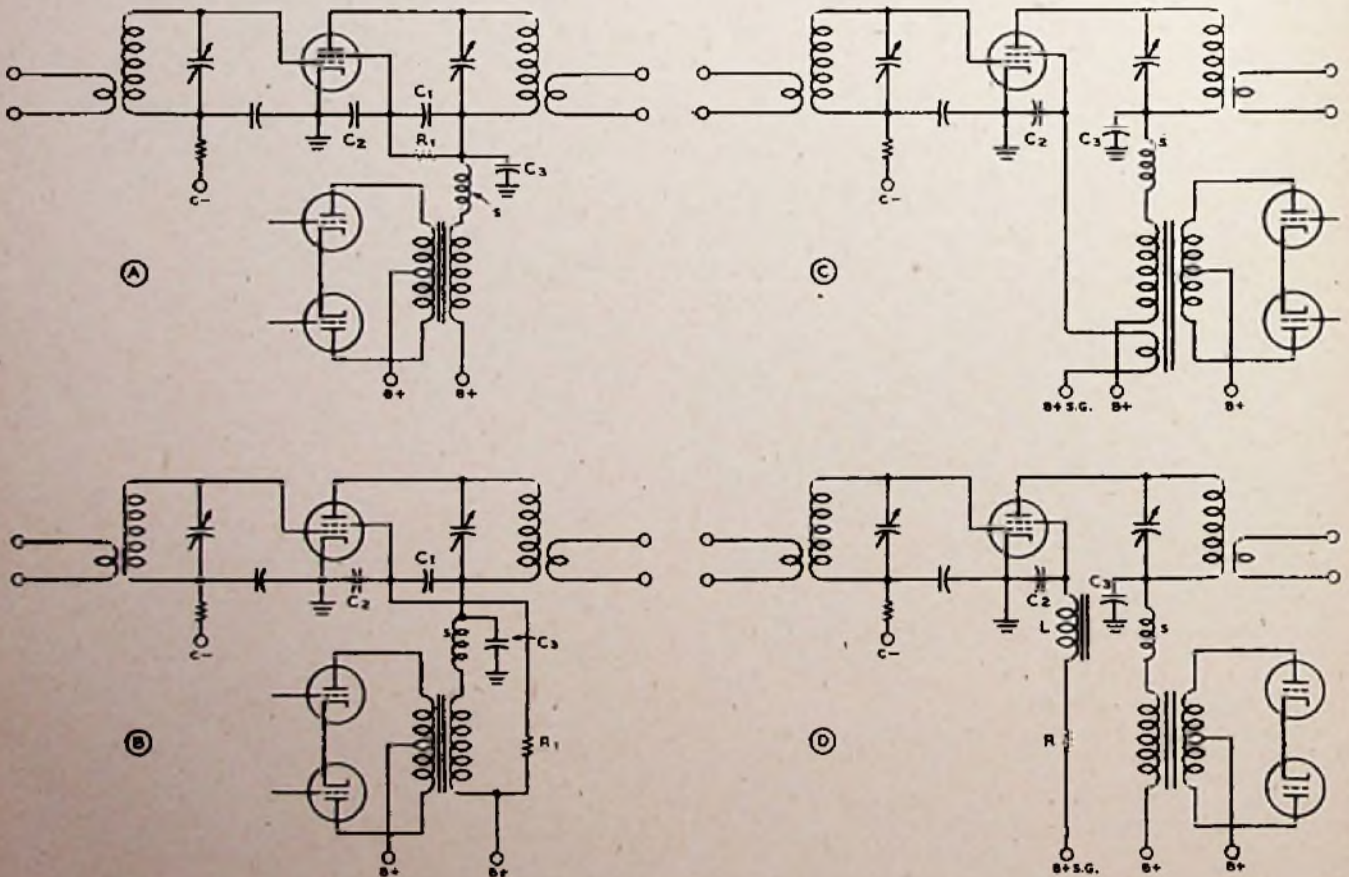 C1
C2
R1
C3
C-
S
A
B+
B+
C2
C3
S
C-
C
B+ S.G.
B+
B+
C1
C2
C-
S
C3
B
R1
B+
B+
C2
C3
C-
L
S
D
R
B+ S.G.
B+
B+